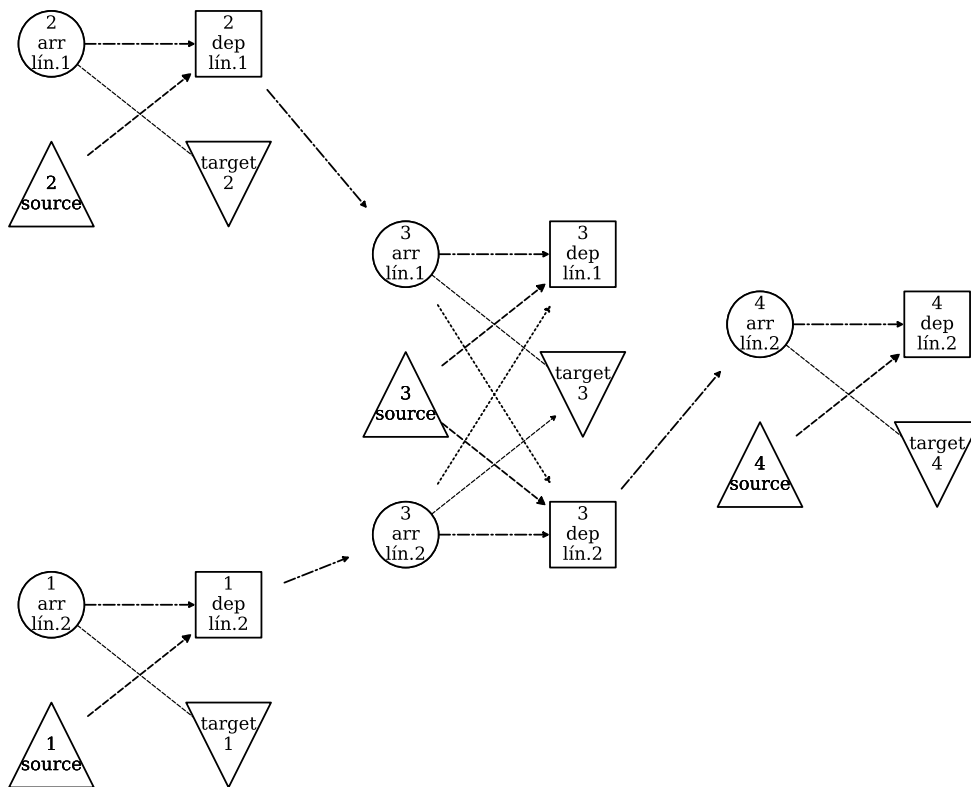 2
arr
lín.1
2
dep
lín.1
2
source
target
2
3
arr
lín.1
3
dep
lín.1
3
source
target
3
3
arr
lín.2
3
dep
lín.2
4
arr
lín.2
4
dep
lín.2
4
source
target
4
1
arr
lín.2
1
dep
lín.2
1
source
target
1